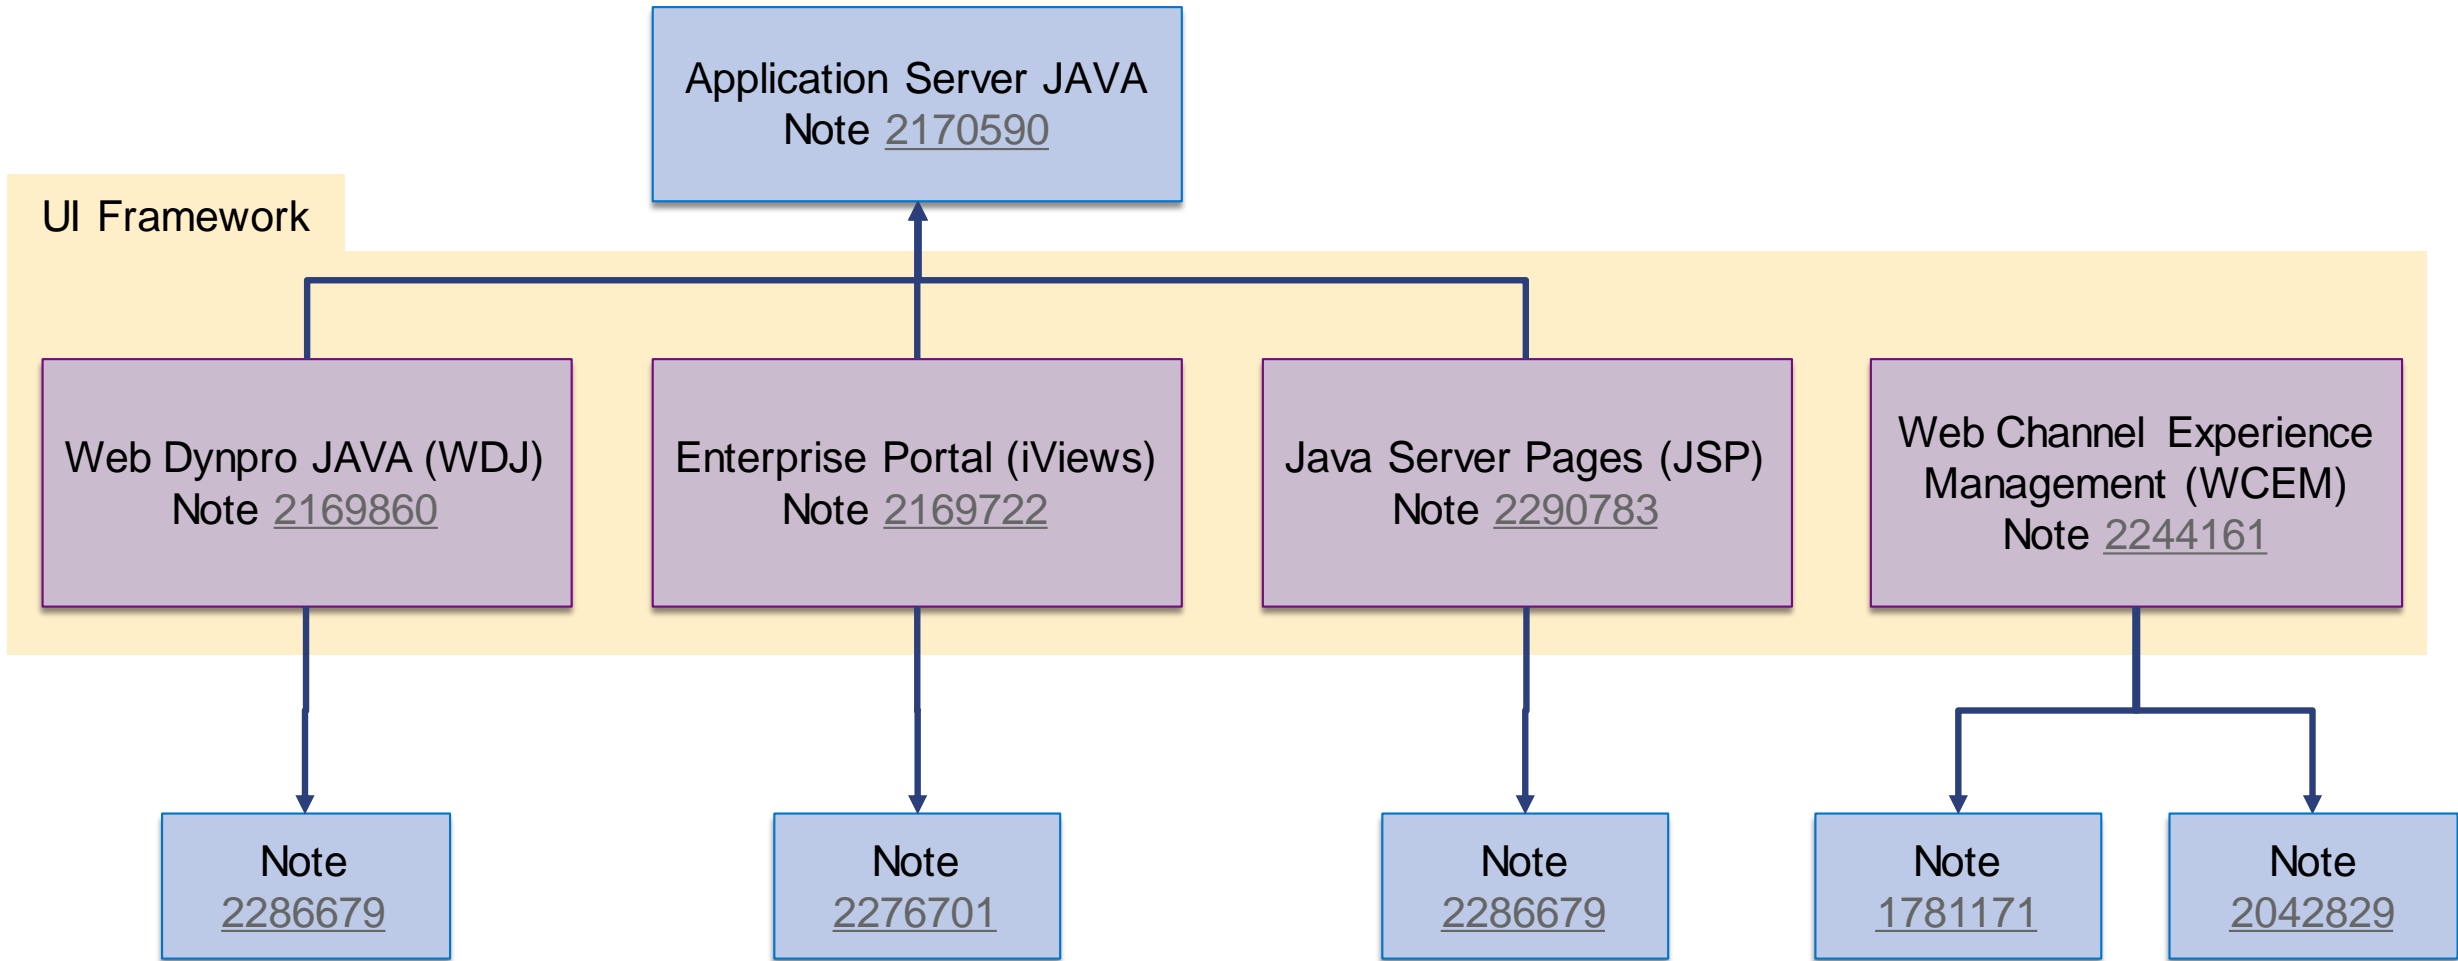 Application Server JAVA
Note 2170590
UI Framework
Web Dynpro JAVA (WDJ)
Note 2169860
Enterprise Portal (iViews)
Note 2169722
Java Server Pages (JSP)
Note 2290783
Web Channel Experience
Management (WCEM)
Note 2244161
Note
2286679
Note
2276701
Note
2286679
Note
1781171
Note
2042829